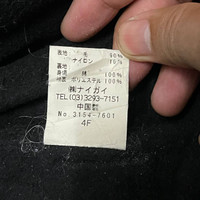 表地 毛 90%
ナイロン 10%
裏地
身頃 綿 100%
袖裏 ポリエステル 100%
㈱ナイガイ
TEL(03)3293-7151
中国製
No.3154-7601
4F